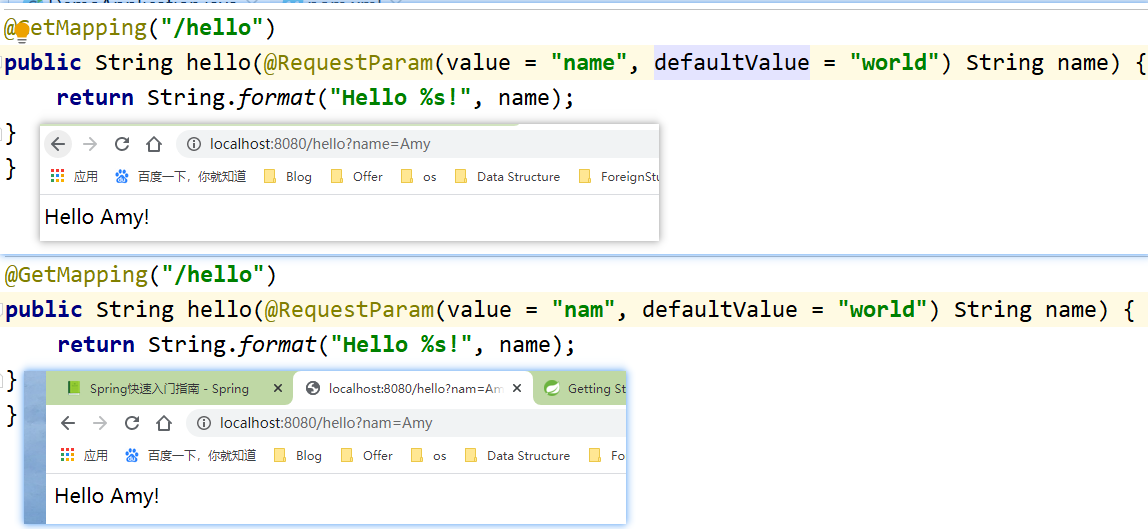 @GetMapping("/hello")
public String hello(@RequestParam(value = "name", defaultValue = "world") String name) {
return String.format("Hello %s!", name);
}
}
localhost:8080/hello?name=Amy
应用 百度一下，你就知道 Blog Offer os Data Structure
Hello Amy!
@GetMapping("/hello")
public String hello(@RequestParam(value = "nam", defaultValue = "world") String name) {
return String.format("Hello %s!", name);
}
}
Spring快速入门指南 - Spring localhost:8080/hello?nam=Am Getting St
localhost:8080/hello?nam=Amy
应用 百度一下，你就知道 Blog Offer os Data Structure Fo
Hello Amy!